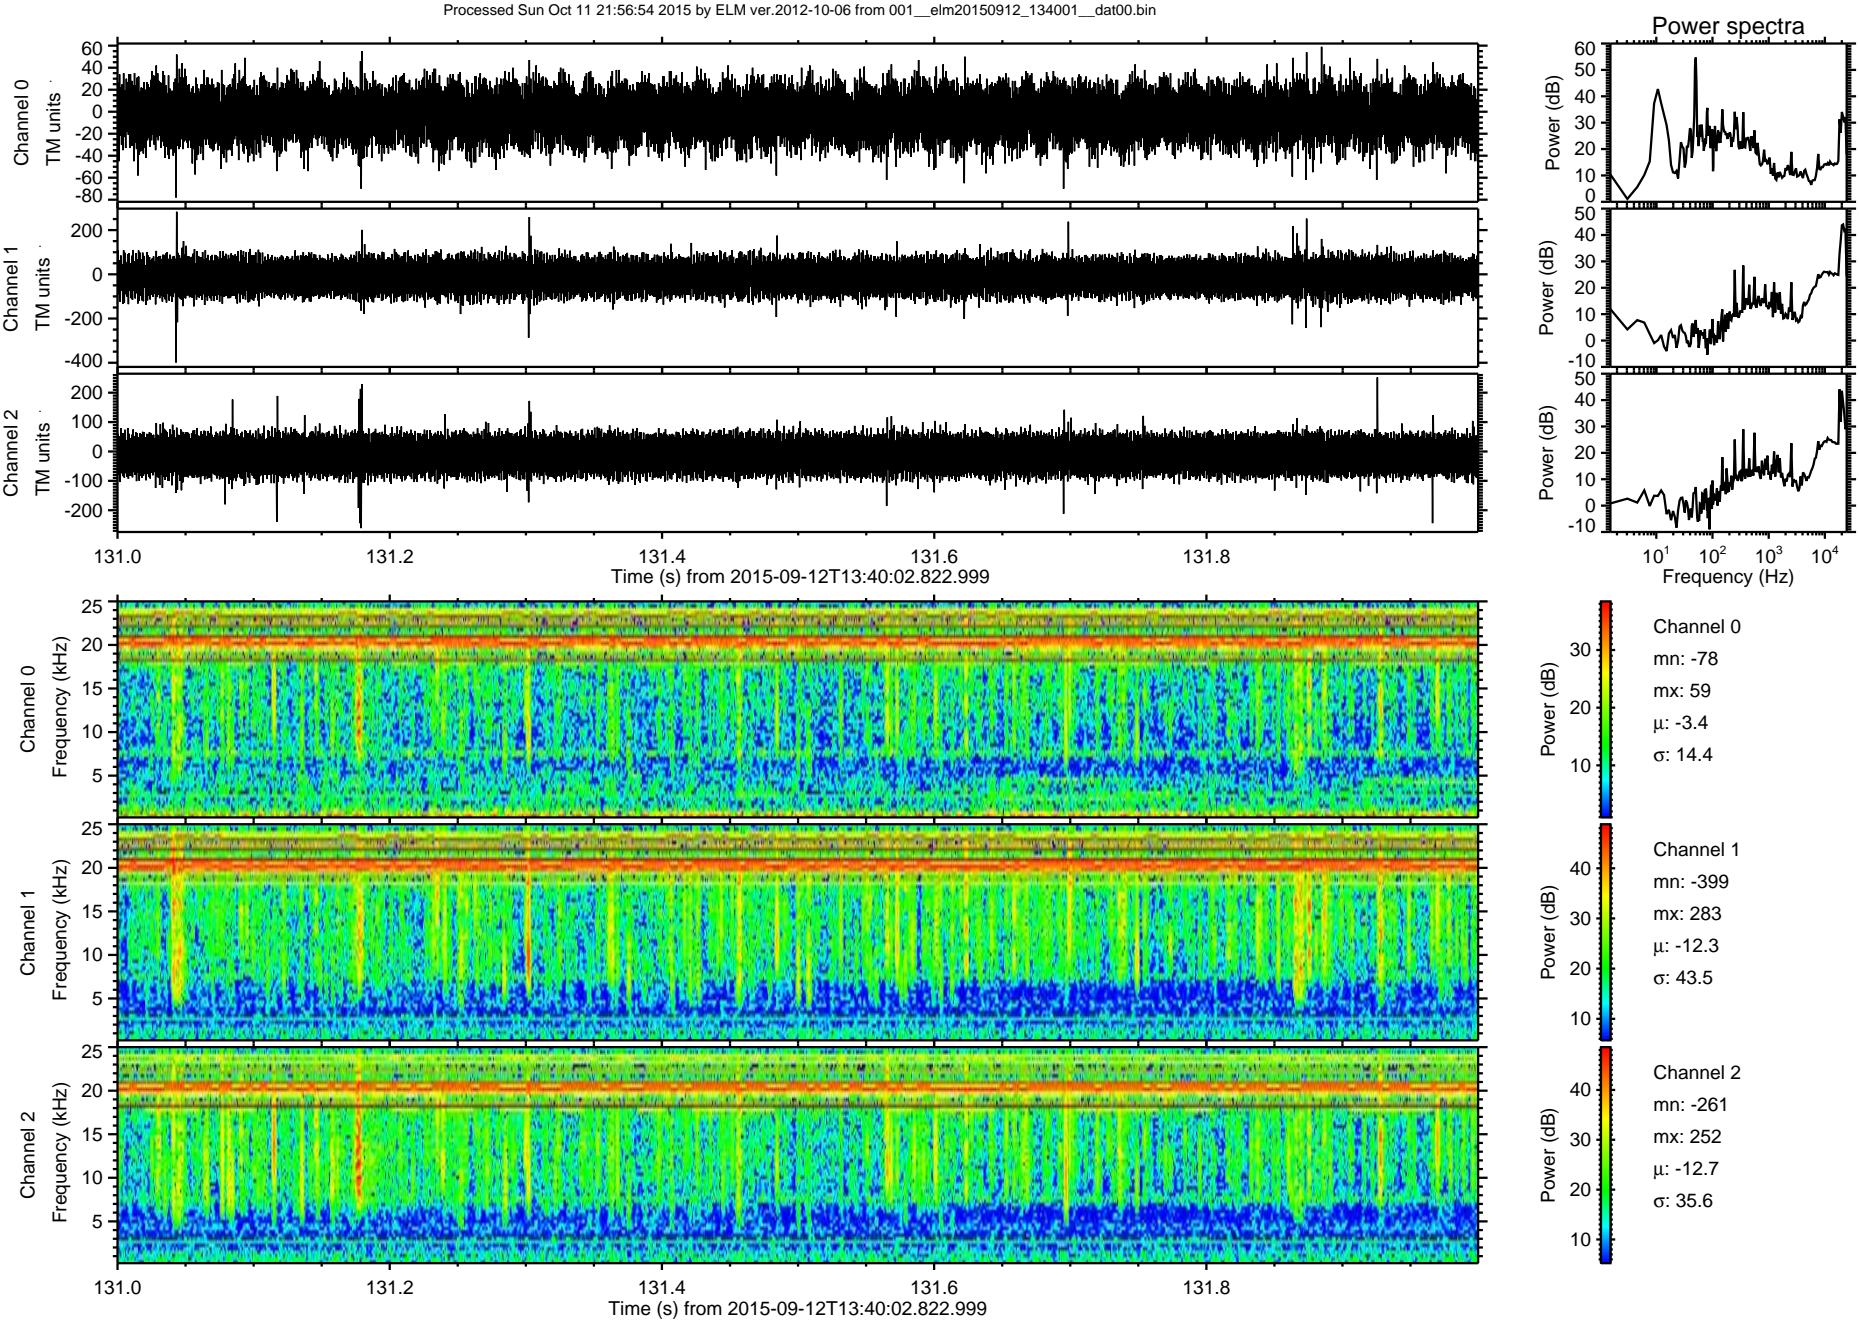 Processed Sun Oct 11 21:56:54 2015 by ELM ver.2012-10-06 from 001__elm20150912_134001__dat00.bin
Power spectra
Channel 0
TM units
60
40
20
0
-20
-40
-60
-80
Power (dB)
60
50
40
30
20
10
0
Channel 1
TM units
200
0
-200
-400
Power (dB)
50
40
30
20
10
0
-10
Channel 2
TM units
200
100
0
-100
-200
Power (dB)
50
40
30
20
10
0
-10
131.0 131.2 131.4 131.6 131.8
Time (s) from 2015-09-12T13:40:02.822.999
10¹ 10² 10³ 10⁴
Frequency (Hz)
Channel 0
Frequency (kHz)
25
20
15
10
5
Power (dB)
30
20
10
Channel 0
mn: -78
mx: 59
μ: -3.4
σ: 14.4
Channel 1
Frequency (kHz)
25
20
15
10
5
Power (dB)
40
30
20
10
Channel 1
mn: -399
mx: 283
μ: -12.3
σ: 43.5
Channel 2
Frequency (kHz)
25
20
15
10
5
Power (dB)
40
30
20
10
Channel 2
mn: -261
mx: 252
μ: -12.7
σ: 35.6
131.0 131.2 131.4 131.6 131.8
Time (s) from 2015-09-12T13:40:02.822.999